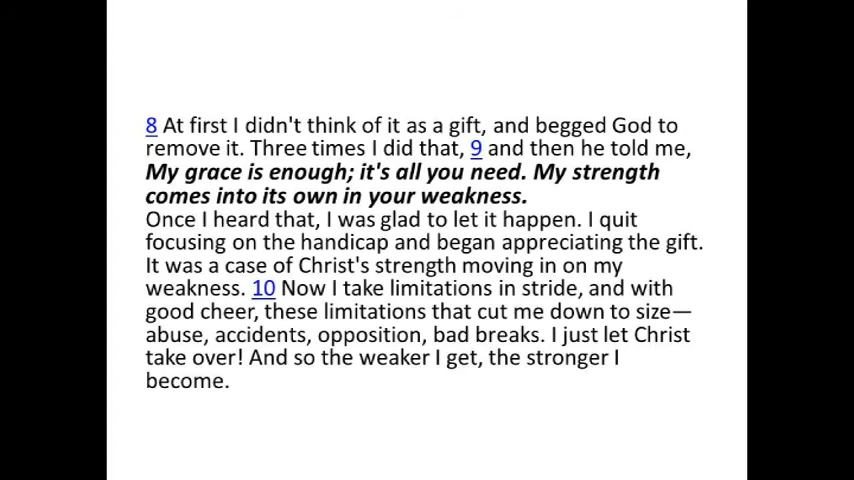 8 At first I didn't think of it as a gift, and begged God to
remove it. Three times I did that, 9 and then he told me,
My grace is enough; it's all you need. My strength
comes into its own in your weakness.
Once I heard that, I was glad to let it happen. I quit
focusing on the handicap and began appreciating the gift.
It was a case of Christ's strength moving in on my
weakness. 10 Now I take limitations in stride, and with
good cheer, these limitations that cut me down to size—
abuse, accidents, opposition, bad breaks. I just let Christ
take over! And so the weaker I get, the stronger I
become.